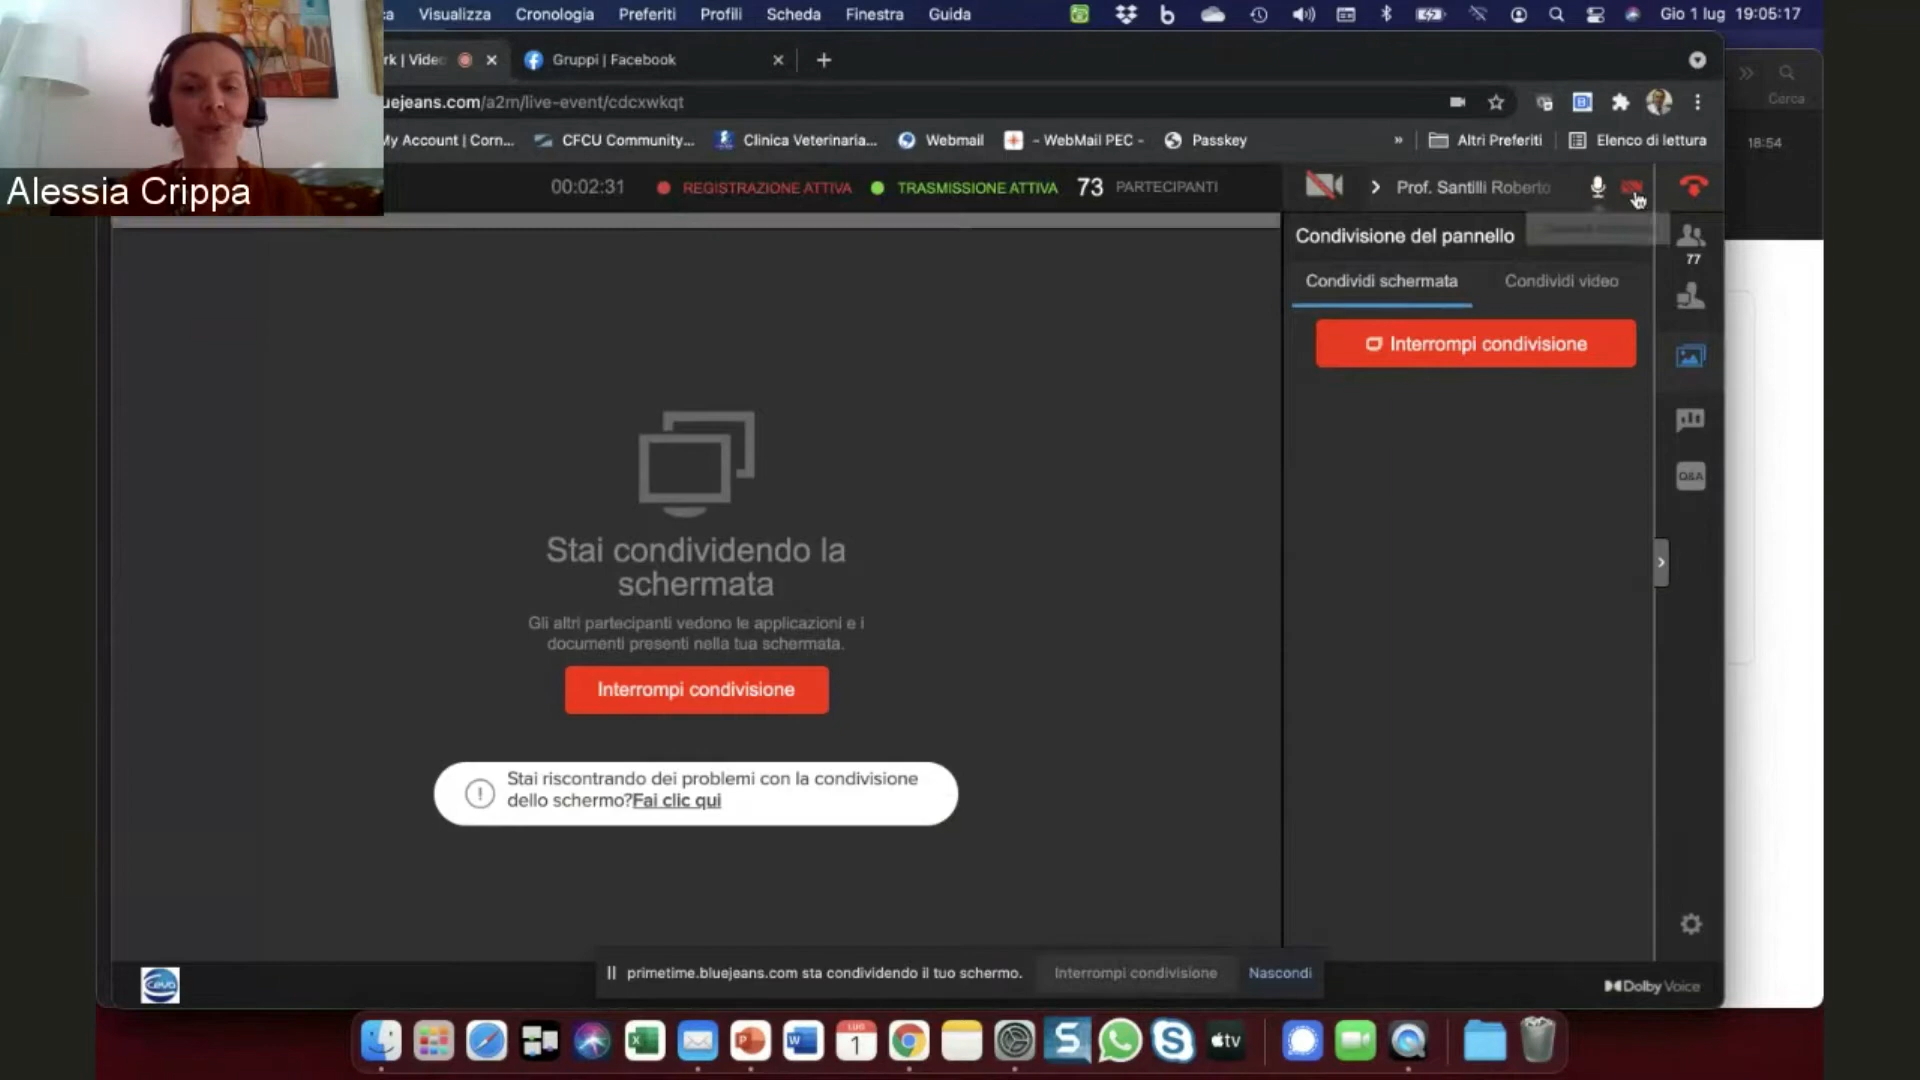 Visualizza Cronologia Preferiti Profili Scheda Finestra Guida
Gio 1 lug 19:05:17
Gruppi | Facebook
uejeans.com/a2m/live-event/cdcxwkqt
My Account | Corn...
CFCU Community...
Clinica Veterinaria...
Webmail
- WebMail PEC -
Passkey
»
Altri Preferiti
Elenco di lettura
Cerca
18:54
Alessia Crippa
00:02:31
REGISTRAZIONE ATTIVA
TRASMISSIONE ATTIVA
73 PARTECIPANTI
Prof. Santilli Roberto
Condivisione del pannello
77
Condividi schermata
Condividi video
Interrompi condivisione
Q&A
Stai condividendo la
schermata
Gli altri partecipanti vedono le applicazioni e i
documenti presenti nella tua schermata.
Interrompi condivisione
Stai riscontrando dei problemi con la condivisione
dello schermo?Fai clic qui
primetime.bluejeans.com sta condividendo il tuo schermo.
Interrompi condivisione
Nascondi
Ceva
Dolby Voice
LUG
1
tv